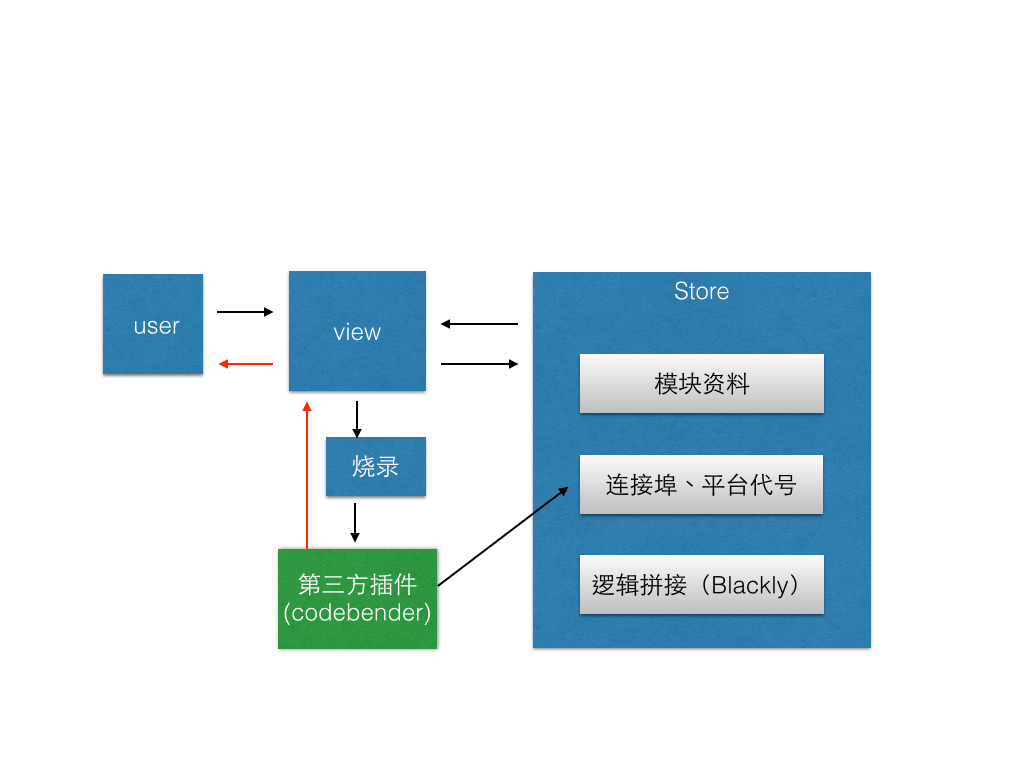 user
view
Store
模块资料
烧录
连接埠、平台代号
第三方插件
(codebender)
逻辑拼接（Blackly）